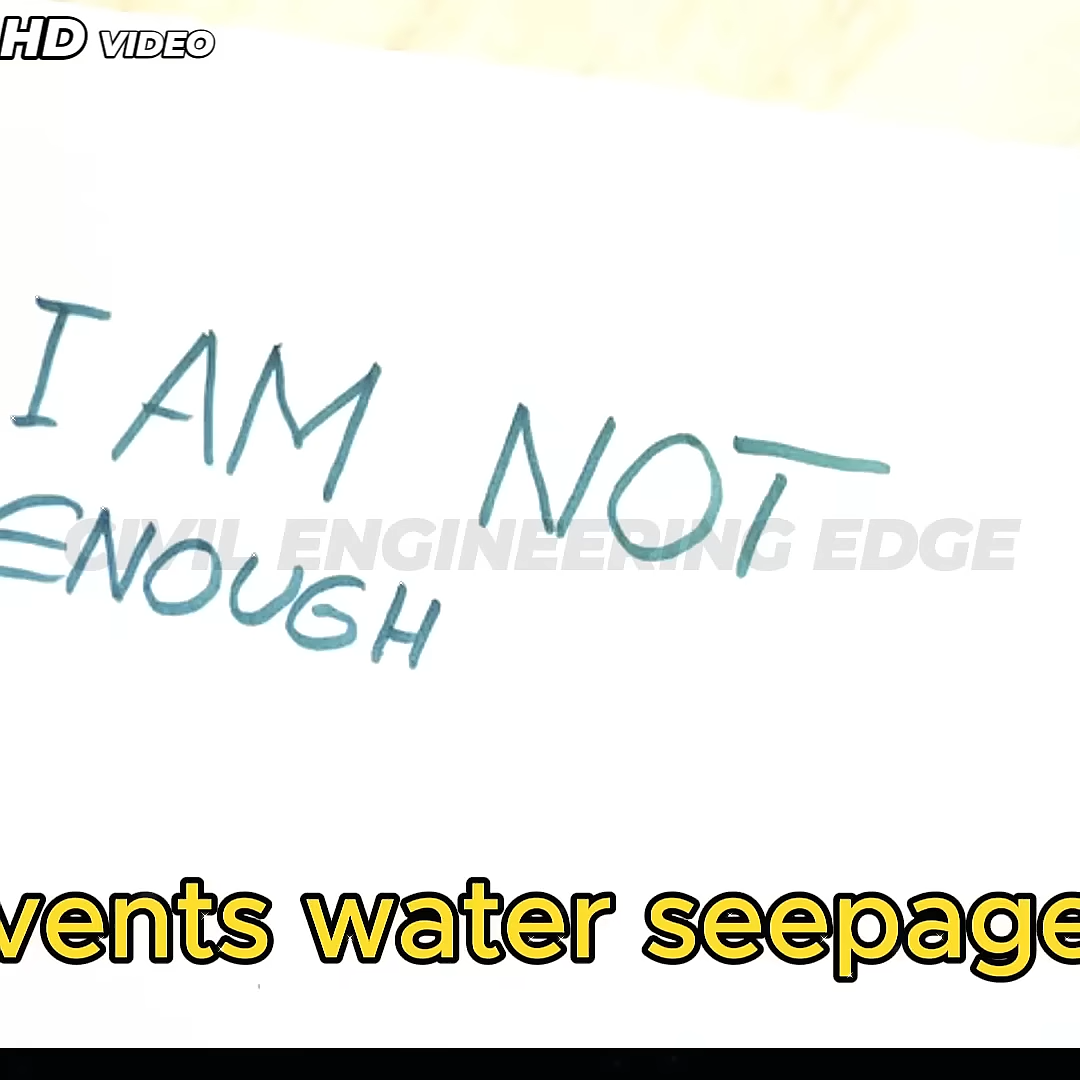 HD VIDEO
I AM NOT
ENOUGH
CIVIL ENGINEERING EDGE
vents water seepage